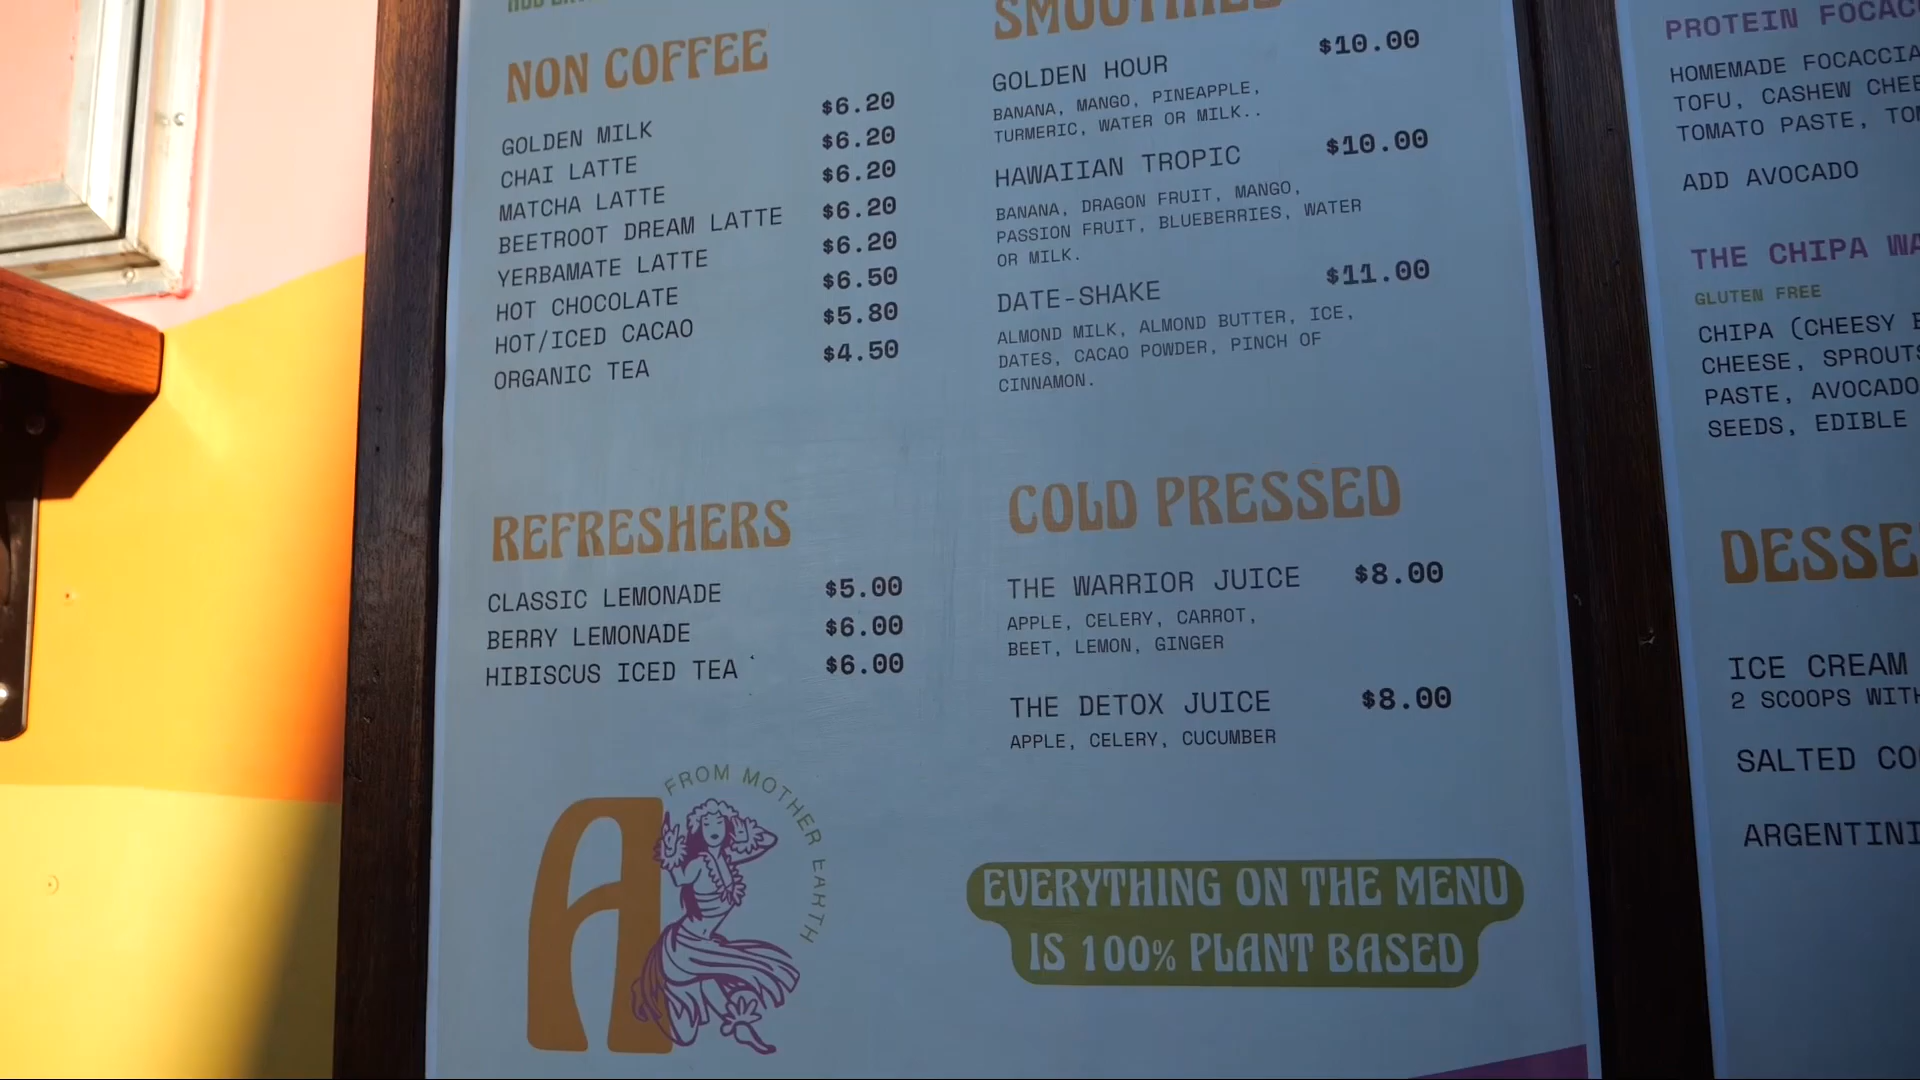 NON COFFEE
GOLDEN MILK $6.20
CHAI LATTE $6.20
MATCHA LATTE $6.20
BEETROOT DREAM LATTE $6.20
YERBAMATE LATTE $6.20
HOT CHOCOLATE $6.50
HOT/ICED CACAO $5.80
ORGANIC TEA $4.50
REFRESHERS
CLASSIC LEMONADE $5.00
BERRY LEMONADE $6.00
HIBISCUS ICED TEA $6.00
A
FROM MOTHER EARTH
SMOOTHIES
GOLDEN HOUR $10.00
BANANA, MANGO, PINEAPPLE,
TURMERIC, WATER OR MILK..
HAWAIIAN TROPIC $10.00
BANANA, DRAGON FRUIT, MANGO,
PASSION FRUIT, BLUEBERRIES, WATER
OR MILK.
DATE-SHAKE $11.00
ALMOND MILK, ALMOND BUTTER, ICE,
DATES, CACAO POWDER, PINCH OF
CINNAMON.
COLD PRESSED
THE WARRIOR JUICE $8.00
APPLE, CELERY, CARROT,
BEET, LEMON, GINGER
THE DETOX JUICE $8.00
APPLE, CELERY, CUCUMBER
EVERYTHING ON THE MENU
IS 100% PLANT BASED
PROTEIN
HOMEMADE FOCACCIA
TOFU, CASHEW
TOMATO PASTE,
ADD AVOCADO
THE CHIPA
GLUTEN FREE
CHIPA (CHEESY
CHEESE, SPROUTS
PASTE, AVOCADO
SEEDS, EDIBLE
ICE CREAM
2 SCOOPS WITH
SALTED